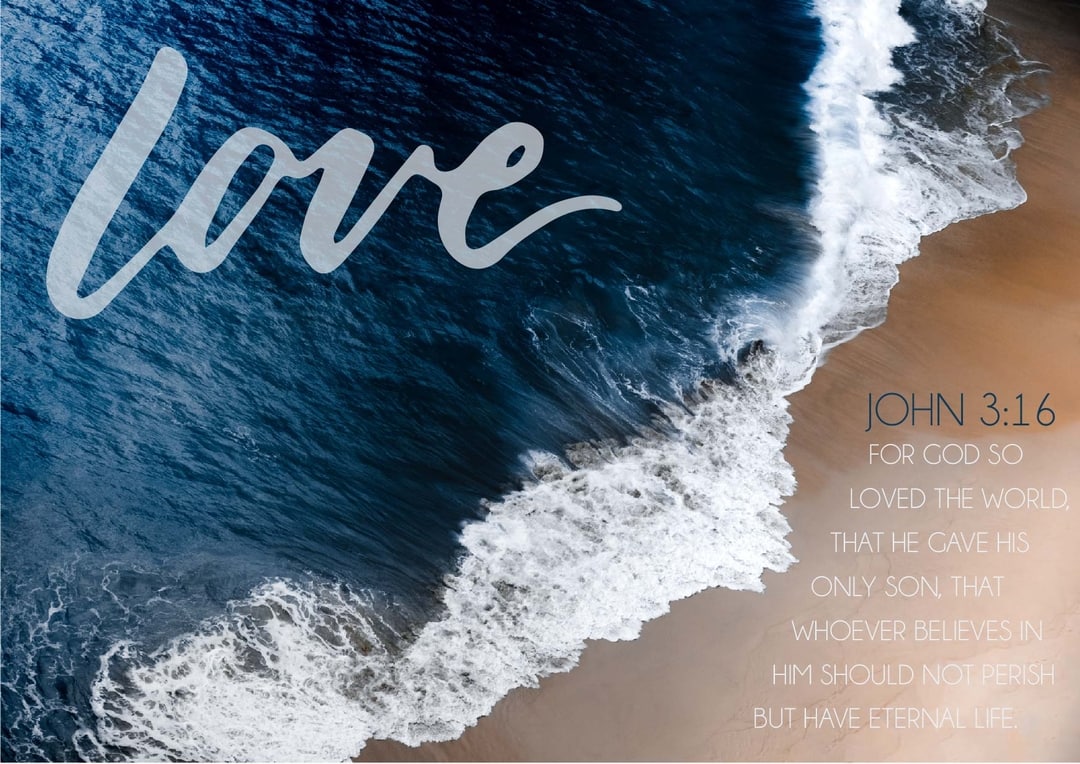 love
JOHN 3:16
FOR GOD SO
LOVED THE WORLD,
THAT HE GAVE HIS
ONLY SON, THAT
WHOEVER BELIEVES IN
HIM SHOULD NOT PERISH
BUT HAVE ETERNAL LIFE.